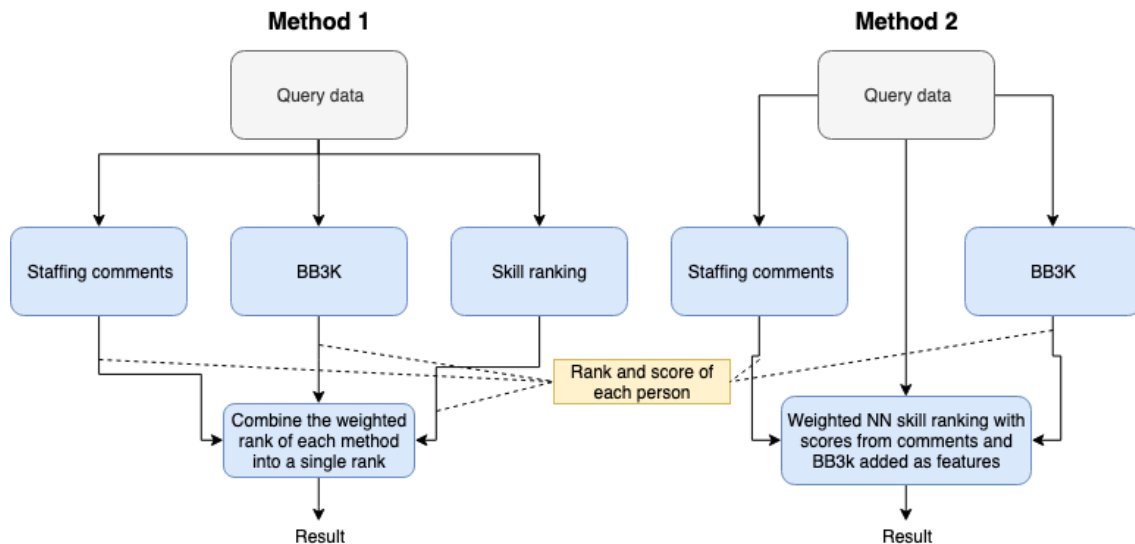 Method 1
Method 2
Query data
Query data
Staffing comments
BB3K
Skill ranking
Staffing comments
BB3K
Rank and score of
each person
Combine the weighted
rank of each method
into a single rank
Weighted NN skill ranking with
scores from comments and
BB3k added as features
Result
Result